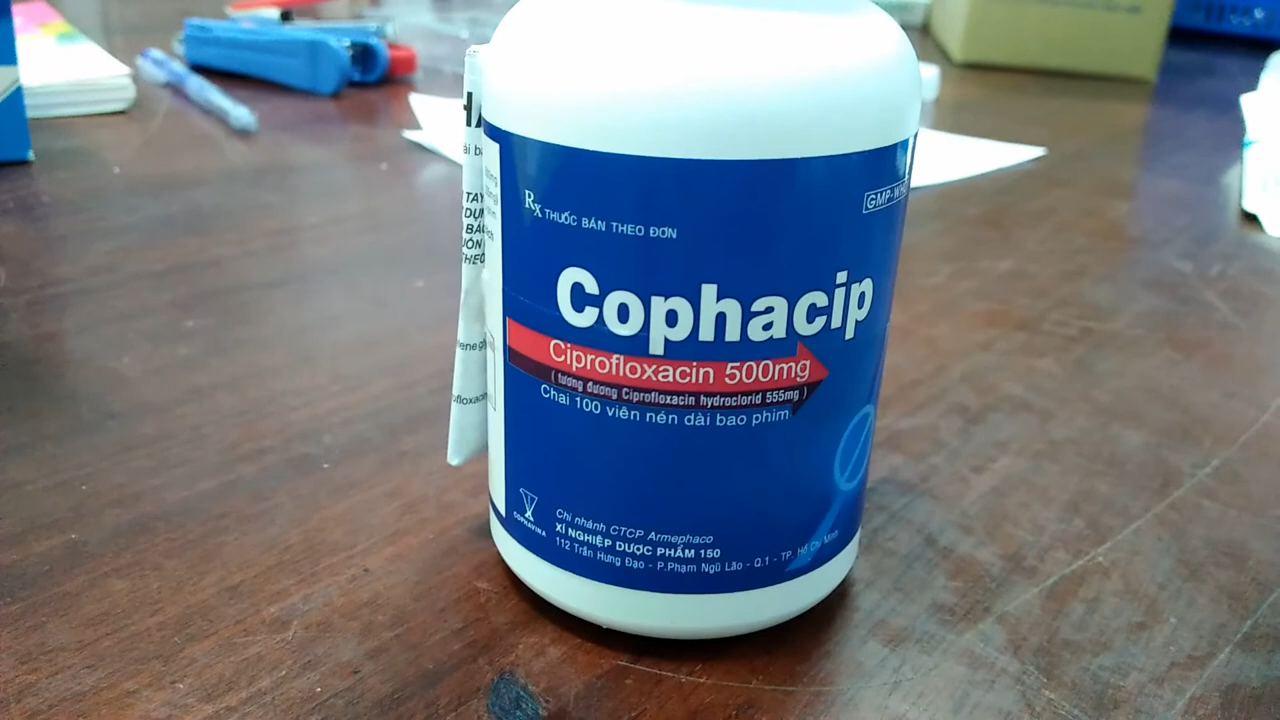 Rx THUỐC BÁN THEO ĐƠN
GMP-WHO
Cophacip
Ciprofloxacin 500mg
( tương đương Ciprofloxacin hydroclorid 555mg )
Chai 100 viên nén dài bao phim
COPHAVINA
Chi nhánh CTCP Armephaco
XÍ NGHIỆP DƯỢC PHẨM 150
112 Trần Hưng Đạo - P.Phạm Ngũ Lão - Q.1 - TP. Hồ Chí Minh